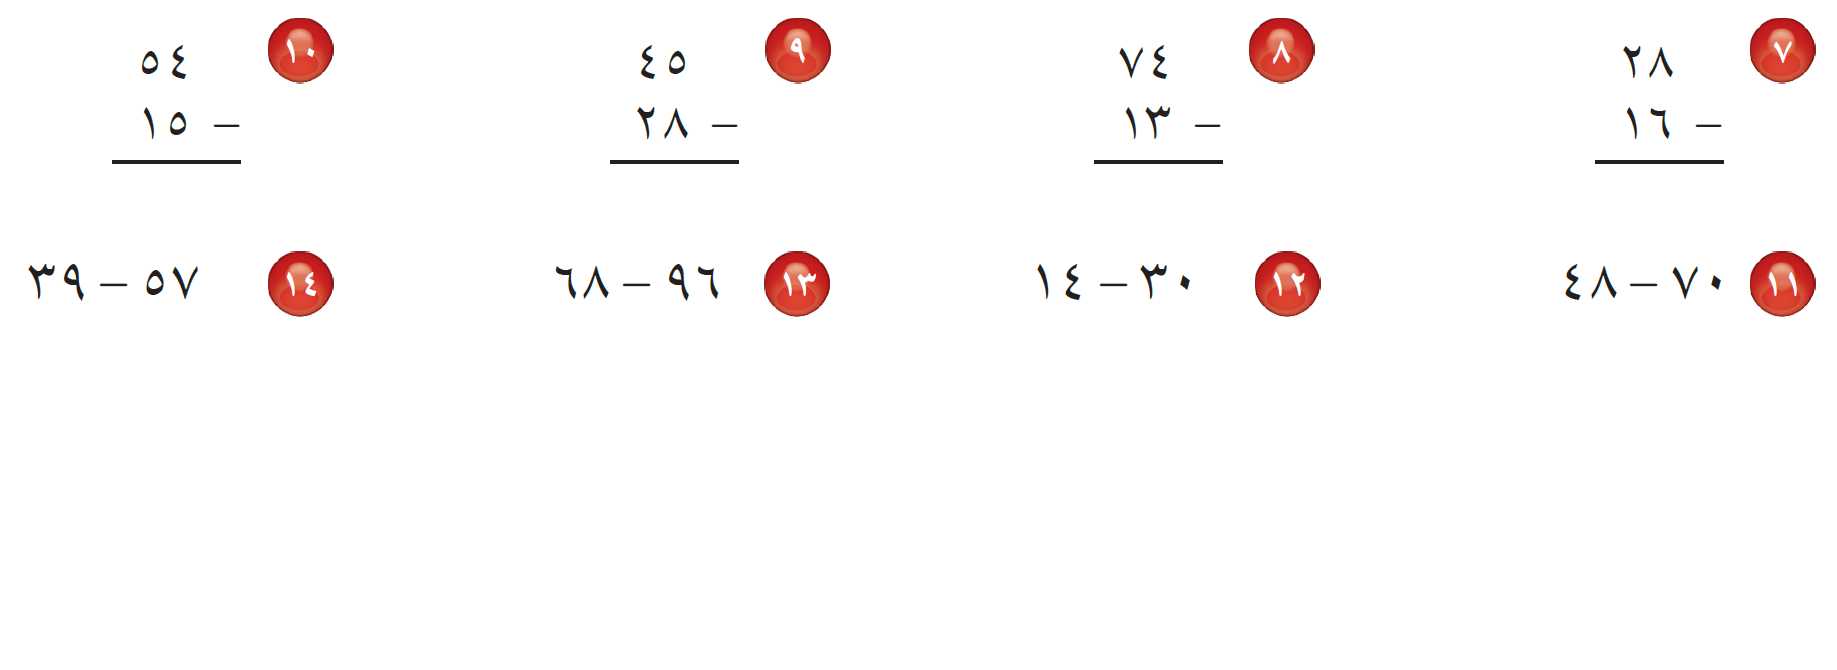 ٧ ٢٨ ٨ ٧٤ ٩ ٤٥ ١٠ ٥٤
− ١٦ − ١٣ − ٢٨ − ١٥
١١ ٧٠ − ٤٨ ١٢ ٣٠ − ١٤ ١٣ ٩٦ − ٦٨ ١٤ ٥٧ − ٣٩